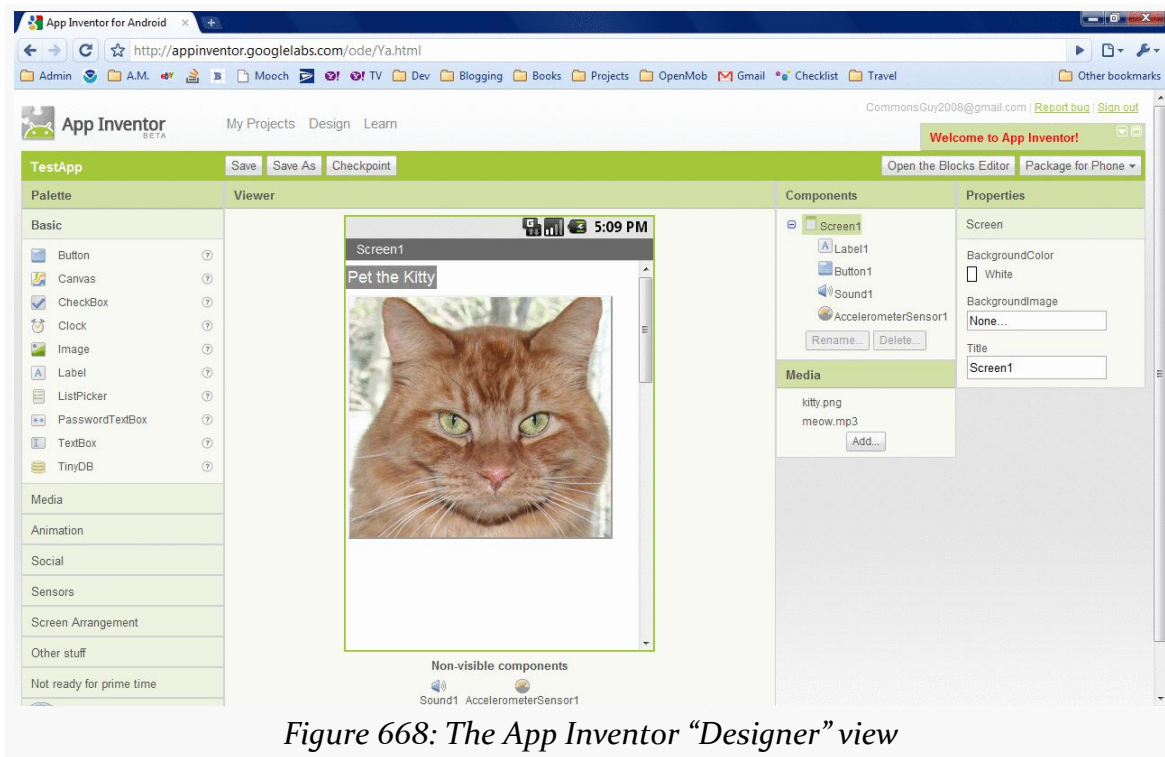 App Inventor for Android
http://appinventor.googlelabs.com/ode/Ya.html
Admin A.M. Mooch TV Dev Blogging Books Projects OpenMob Gmail Checklist Travel Other bookmarks
CommonsGuy2008@gmail.com | Report bug | Sign out
App Inventor
BETA
My Projects Design Learn
Welcome to App Inventor!
TestApp Save Save As Checkpoint Open the Blocks Editor Package for Phone
Palette Viewer Components Properties
Basic
Button
Canvas
CheckBox
Clock
Image
Label
ListPicker
PasswordTextBox
TextBox
TinyDB
Media
Animation
Social
Sensors
Screen Arrangement
Other stuff
Not ready for prime time
5:09 PM
Screen1
Pet the Kitty
Non-visible components
Sound1 AccelerometerSensor1
Screen1
Label1
Button1
Sound1
AccelerometerSensor1
Rename... Delete...
Media
kitty.png
meow.mp3
Add...
Screen
BackgroundColor
White
BackgroundImage
None...
Title
Screen1
Figure 668: The App Inventor “Designer” view